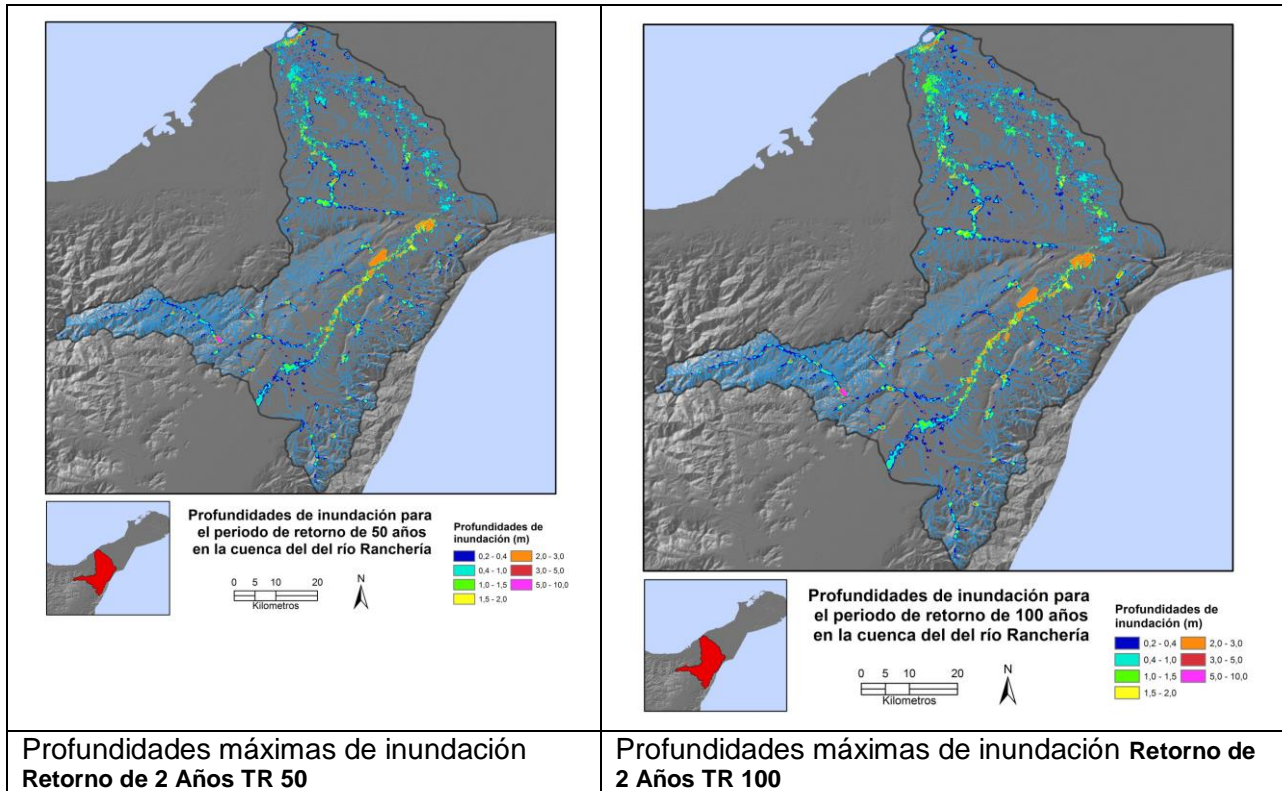 Profundidades de inundación para
el periodo de retorno de 50 años
en la cuenca del del río Ranchería
0 5 10 20
Kilometros
N
Profundidades de
inundación (m)
0,2 - 0,4 2,0 - 3,0
0,4 - 1,0 3,0 - 5,0
1,0 - 1,5 5,0 - 10,0
1,5 - 2,0
Profundidades de inundación para
el periodo de retorno de 100 años
en la cuenca del del río Ranchería
0 5 10 20
Kilometros
N
Profundidades de
inundación (m)
0,2 - 0,4 2,0 - 3,0
0,4 - 1,0 3,0 - 5,0
1,0 - 1,5 5,0 - 10,0
1,5 - 2,0
Profundidades máximas de inundación
Retorno de 2 Años TR 50
Profundidades máximas de inundación Retorno de
2 Años TR 100